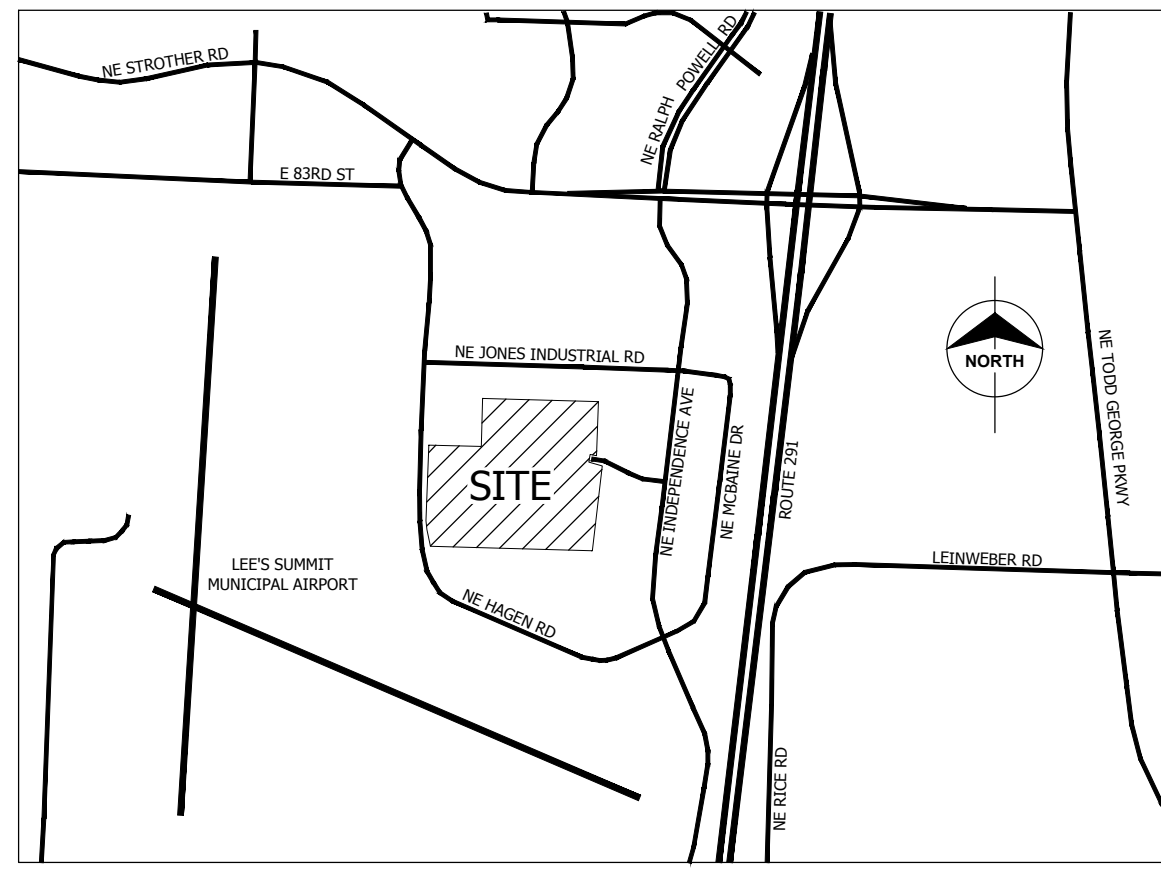 NE STROTHER RD
NE RALPH POWELL RD
E 83RD ST
NE JONES INDUSTRIAL RD
NORTH
NE TODD GEORGE PKWY
NE INDEPENDENCE AVE
NE MCBAINE DR
ROUTE 291
SITE
LEE'S SUMMIT
MUNICIPAL AIRPORT
LEINWEBER RD
NE HAGEN RD
NE RICE RD